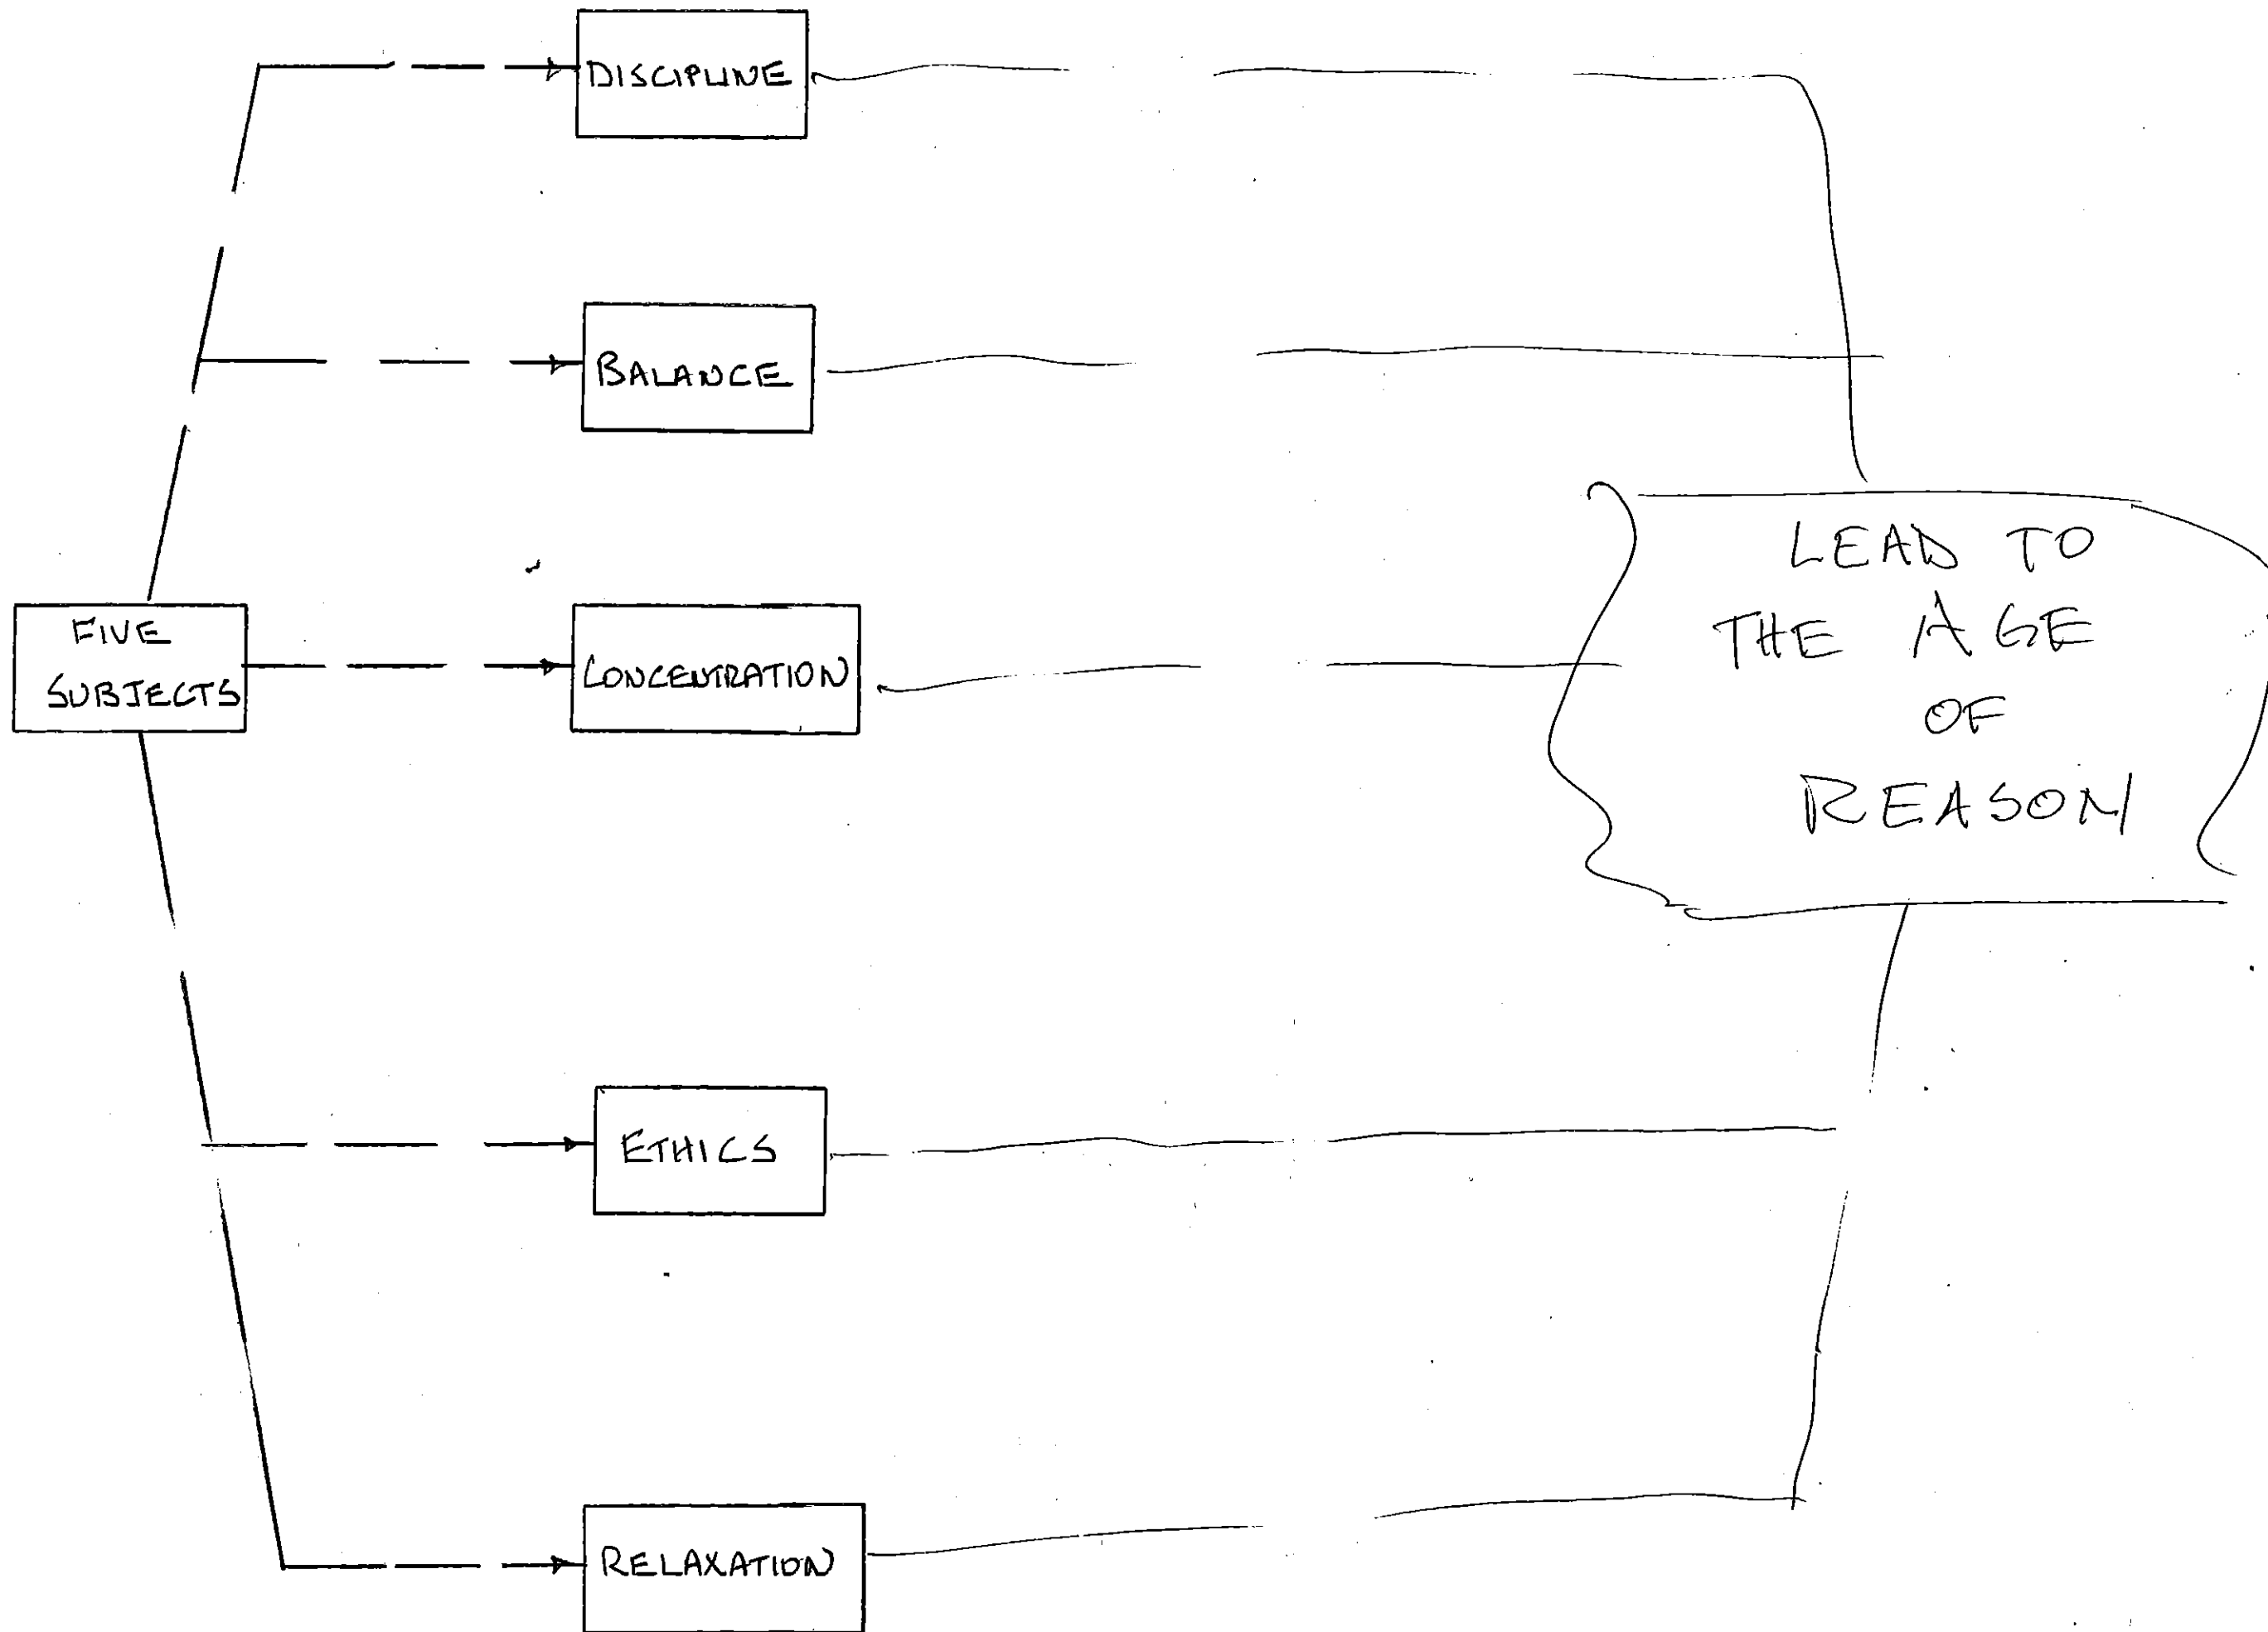 DISCIPLINE
BALANCE
FIVE
SUBJECTS
CONCENTRATION
LEAD TO
THE AGE
OF
REASON
ETHICS
RELAXATION